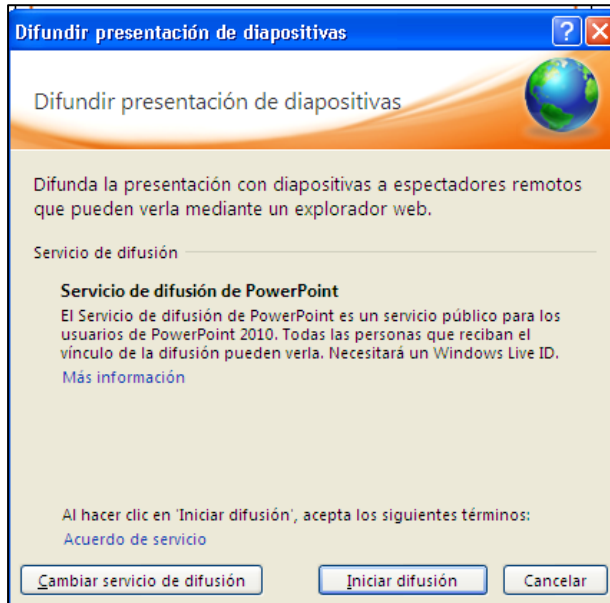 Difundir presentación de diapositivas
Difundir presentación de diapositivas
Difunda la presentación con diapositivas a espectadores remotos
que pueden verla mediante un explorador web.
Servicio de difusión
Servicio de difusión de PowerPoint
El Servicio de difusión de PowerPoint es un servicio público para los
usuarios de PowerPoint 2010. Todas las personas que reciban el
vínculo de la difusión pueden verla. Necesitará un Windows Live ID.
Más información
Al hacer clic en 'Iniciar difusión', acepta los siguientes términos:
Acuerdo de servicio
Cambiar servicio de difusión Iniciar difusión Cancelar